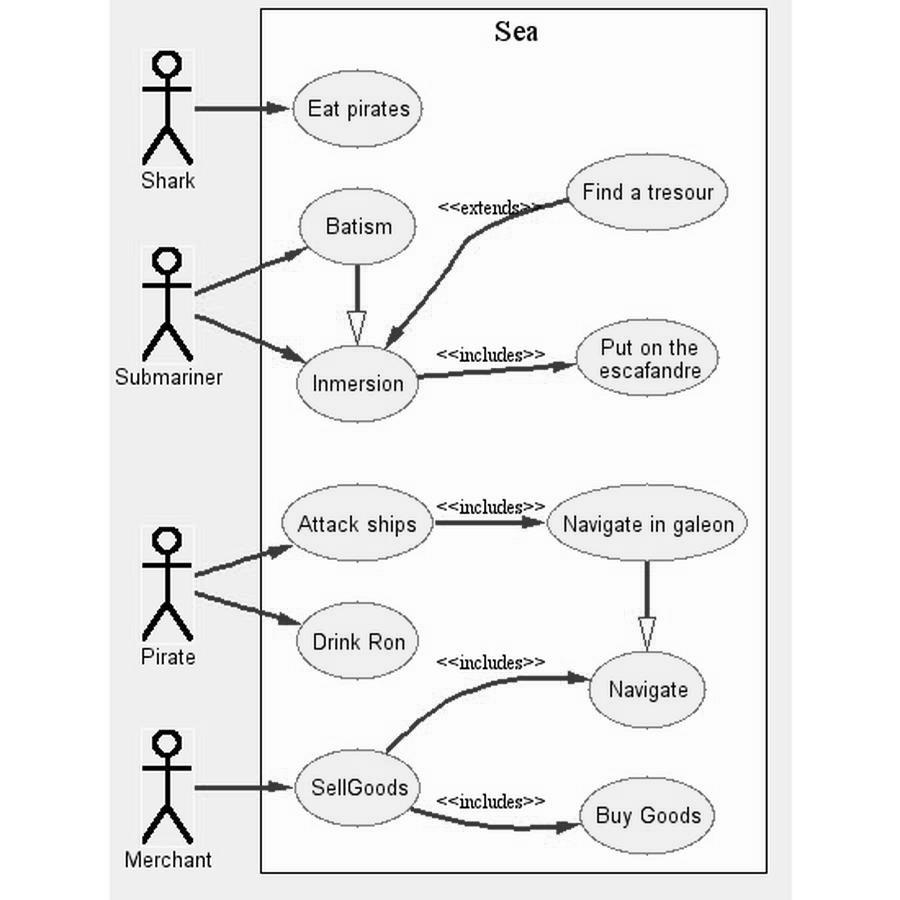 Sea
Eat pirates
Shark
Find a tresour
<<extends>>
Batism
Submariner
Inmersion
<<includes>>
Put on the
escafandre
Attack ships
<<includes>>
Navigate in galeon
Pirate
Drink Ron
<<includes>>
Navigate
Merchant
SellGoods
<<includes>>
Buy Goods